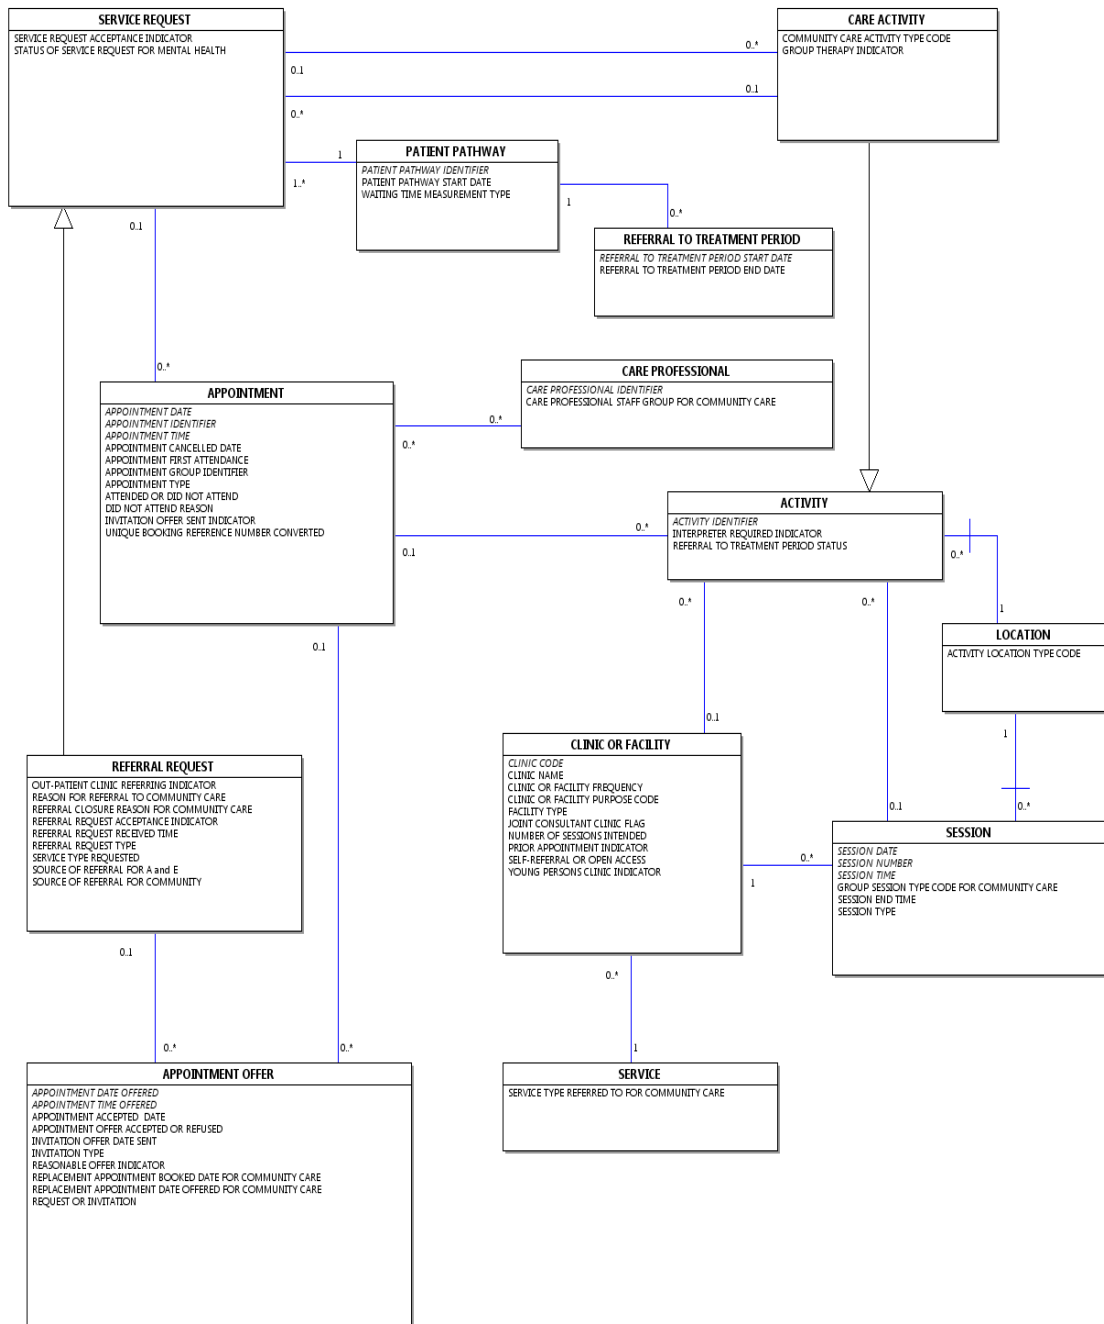 SERVICE REQUEST
SERVICE REQUEST ACCEPTANCE INDICATOR
STATUS OF SERVICE REQUEST FOR MENTAL HEALTH
CARE ACTIVITY
COMMUNITY CARE ACTIVITY TYPE CODE
GROUP THERAPY INDICATOR
0..1
0..*
0..*
0..1
1..*
1
PATIENT PATHWAY
PATIENT PATHWAY IDENTIFIER
PATIENT PATHWAY START DATE
WAITING TIME MEASUREMENT TYPE
1
0..*
REFERRAL TO TREATMENT PERIOD
REFERRAL TO TREATMENT PERIOD START DATE
REFERRAL TO TREATMENT PERIOD END DATE
0..1
0..*
APPOINTMENT
APPOINTMENT DATE
APPOINTMENT IDENTIFIER
APPOINTMENT TIME
APPOINTMENT CANCELLED DATE
APPOINTMENT FIRST ATTENDANCE
APPOINTMENT GROUP IDENTIFIER
APPOINTMENT TYPE
ATTENDED OR DID NOT ATTEND
DID NOT ATTEND REASON
INVITATION OFFER SENT INDICATOR
UNIQUE BOOKING REFERENCE NUMBER CONVERTED
CARE PROFESSIONAL
CARE PROFESSIONAL IDENTIFIER
CARE PROFESSIONAL STAFF GROUP FOR COMMUNITY CARE
0..*
0..*
0..1
0..*
ACTIVITY
ACTIVITY IDENTIFIER
INTERPRETER REQUIRED INDICATOR
REFERRAL TO TREATMENT PERIOD STATUS
0..*
1
LOCATION
ACTIVITY LOCATION TYPE CODE
0..*
0..*
0..1
0..1
1
0..*
0..1
0..*
REFERRAL REQUEST
OUT-PATIENT CLINIC REFERRING INDICATOR
REASON FOR REFERRAL TO COMMUNITY CARE
REFERRAL CLOSURE REASON FOR COMMUNITY CARE
REFERRAL REQUEST ACCEPTANCE INDICATOR
REFERRAL REQUEST RECEIVED TIME
REFERRAL REQUEST TYPE
SERVICE TYPE REQUESTED
SOURCE OF REFERRAL FOR A and E
SOURCE OF REFERRAL FOR COMMUNITY
CLINIC OR FACILITY
CLINIC CODE
CLINIC NAME
CLINIC OR FACILITY FREQUENCY
CLINIC OR FACILITY PURPOSE CODE
FACILITY TYPE
JOINT CONSULTANT CLINIC FLAG
NUMBER OF SESSIONS INTENDED
PRIOR APPOINTMENT INDICATOR
SELF-REFERRAL OR OPEN ACCESS
YOUNG PERSONS CLINIC INDICATOR
1
0..*
SESSION
SESSION DATE
SESSION NUMBER
SESSION TIME
GROUP SESSION TYPE CODE FOR COMMUNITY CARE
SESSION END TIME
SESSION TYPE
0..1
0..*
0..*
1
APPOINTMENT OFFER
APPOINTMENT DATE OFFERED
APPOINTMENT TIME OFFERED
APPOINTMENT ACCEPTED DATE
APPOINTMENT OFFER ACCEPTED OR REFUSED
INVITATION OFFER DATE SENT
INVITATION TYPE
REASONABLE OFFER INDICATOR
REPLACEMENT APPOINTMENT BOOKED DATE FOR COMMUNITY CARE
REPLACEMENT APPOINTMENT DATE OFFERED FOR COMMUNITY CARE
REQUEST OR INVITATION
SERVICE
SERVICE TYPE REFERRED TO FOR COMMUNITY CARE